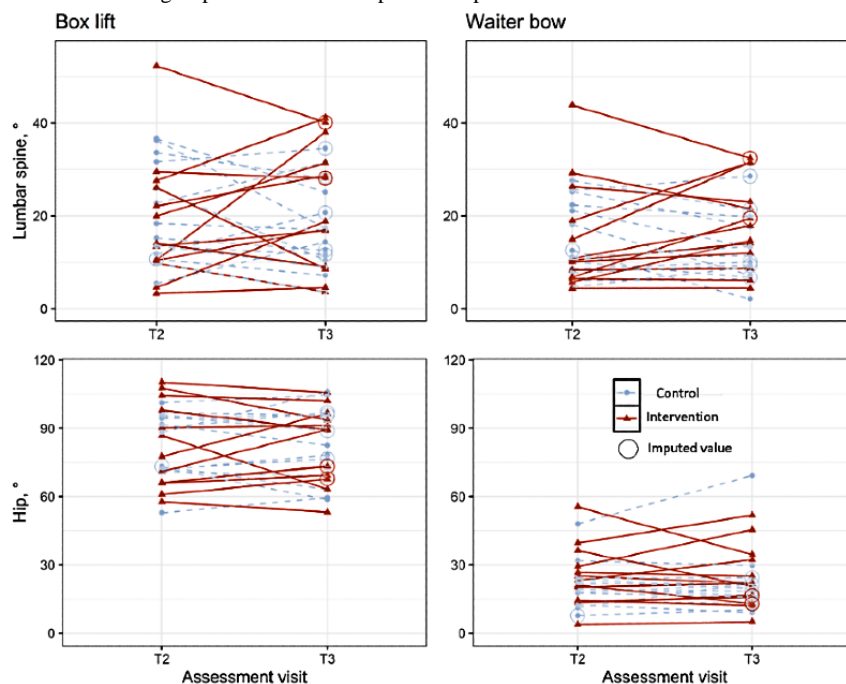 Box lift
Waiter bow
Lumbar spine, °
40
20
0
T2
T3
40
20
0
T2
T3
Hip, °
120
90
60
30
0
T2
T3
Assessment visit
120
90
60
30
0
Control
Intervention
Imputed value
T2
T3
Assessment visit